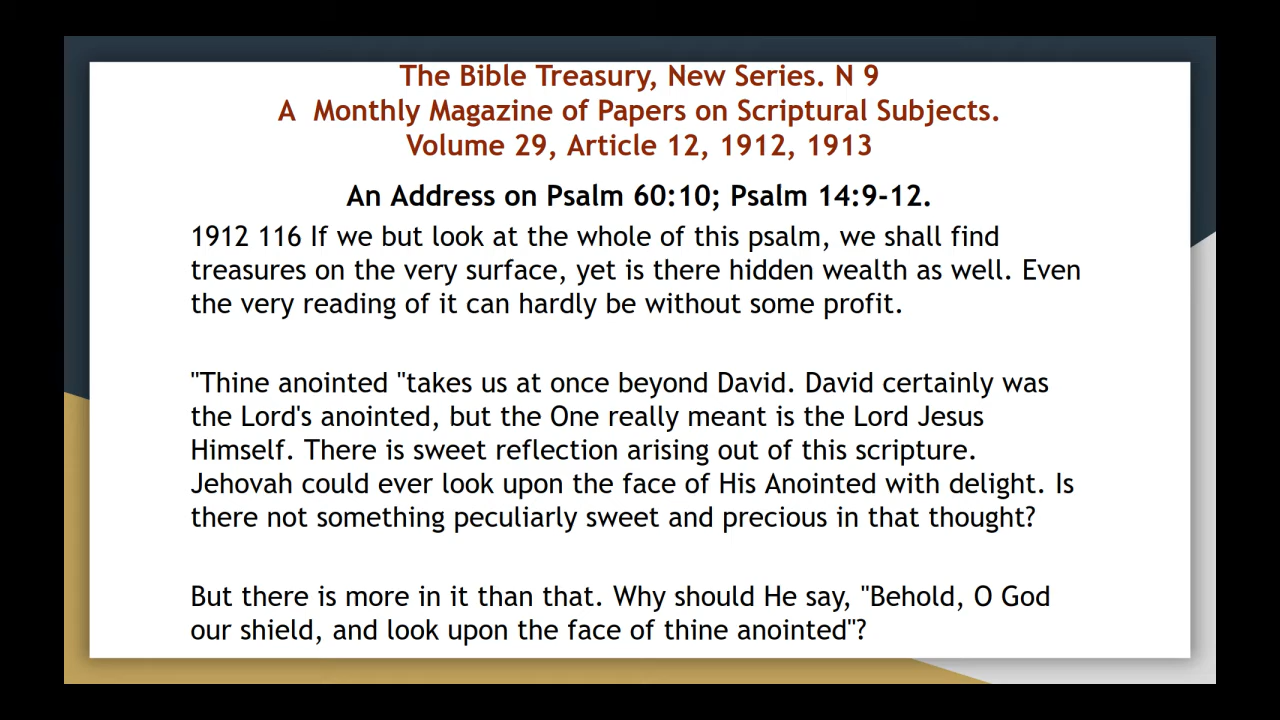 The Bible Treasury, New Series. N 9
A Monthly Magazine of Papers on Scriptural Subjects.
Volume 29, Article 12, 1912, 1913
An Address on Psalm 60:10; Psalm 14:9-12.
1912 116 If we but look at the whole of this psalm, we shall find
treasures on the very surface, yet is there hidden wealth as well. Even
the very reading of it can hardly be without some profit.
"Thine anointed "takes us at once beyond David. David certainly was
the Lord's anointed, but the One really meant is the Lord Jesus
Himself. There is sweet reflection arising out of this scripture.
Jehovah could ever look upon the face of His Anointed with delight. Is
there not something peculiarly sweet and precious in that thought?
But there is more in it than that. Why should He say, "Behold, O God
our shield, and look upon the face of thine anointed"?